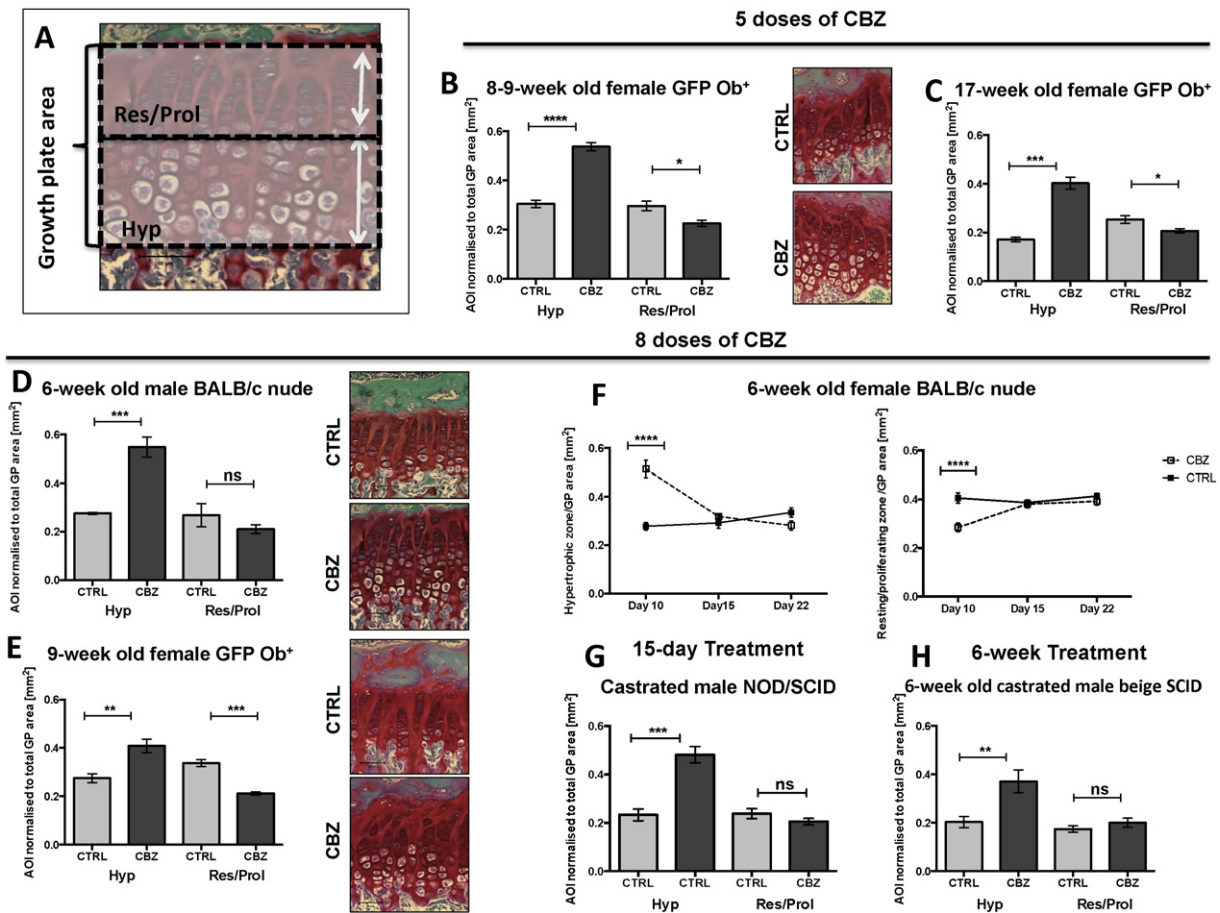 5 doses of CBZ
A
Growth plate area
Res/Prol
Hyp
B
8-9-week old female GFP Ob⁺
AOI normalised to total GP area [mm²]
0.6
0.4
0.2
0.0
****
*
CTRL
CBZ
CTRL
CBZ
Hyp
Res/Prol
CTRL
CBZ
C
17-week old female GFP Ob⁺
AOI normalised to total GP area [mm²]
0.6
0.4
0.2
0.0
***
*
CTRL
CBZ
CTRL
CBZ
Hyp
Res/Prol
8 doses of CBZ
D
6-week old male BALB/c nude
AOI normalised to total GP area [mm²]
0.6
0.4
0.2
0.0
***
ns
CTRL
CBZ
CTRL
CBZ
Hyp
Res/Prol
CTRL
CBZ
F
6-week old female BALB/c nude
Hypertrophic zone/GP area [mm²]
0.6
0.4
0.2
0.0
****
Day 10
Day15
Day 22
Resting/proliferating zone /GP area [mm²]
0.6
0.4
0.2
0.0
****
Day 10
Day 15
Day 22
CBZ
CTRL
E
9-week old female GFP Ob⁺
AOI normalised to total GP area [mm²]
0.6
0.4
0.2
0.0
**
***
CTRL
CBZ
CTRL
CBZ
Hyp
Res/Prol
CTRL
CBZ
G
15-day Treatment
Castrated male NOD/SCID
AOI normalised to total GP area [mm²]
0.6
0.4
0.2
0.0
***
ns
CTRL
CTRL
CTRL
CBZ
Hyp
Res/Prol
H
6-week Treatment
6-week old castrated male beige SCID
AOI normalised to total GP area [mm²]
0.6
0.4
0.2
0.0
**
ns
CTRL
CBZ
CTRL
CBZ
Hyp
Res/Prol